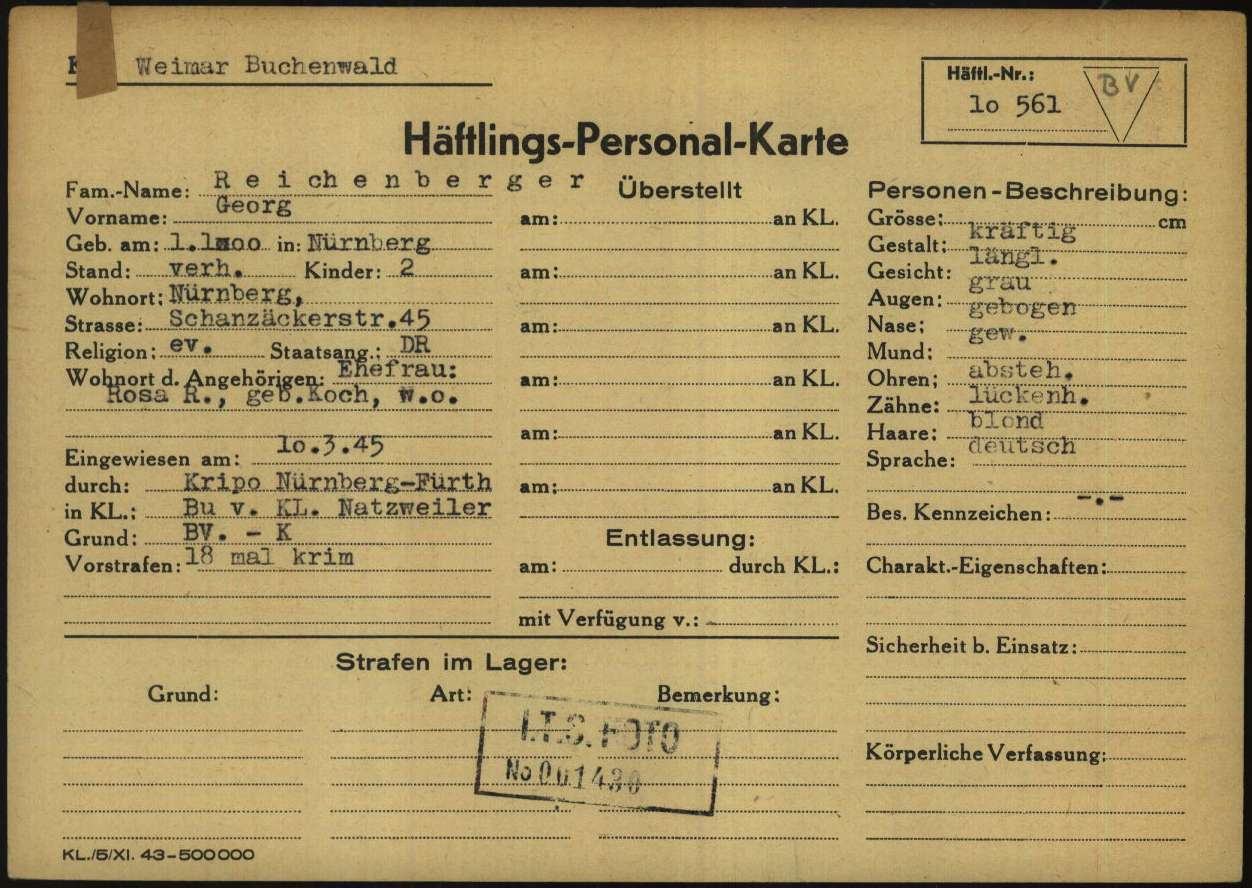 Weimar Buchenwald
Häftl.-Nr.:
lo 561
BV
Häftlings-Personal-Karte
Fam.-Name: Reichenberger
Vorname: Georg
Geb. am: in: Nürnberg
Stand: verh. Kinder: 2
Wohnort: Nürnberg,
Strasse: Schanzäckerstr.45
Religion: ev. Staatsang.: DR
Wohnort d. Angehörigen: Ehefrau:
Rosa R., geb.Koch, w.o.
Eingewiesen am: lo.3.45
durch: Kripo Nürnberg-Fürth
in KL.: Bu v. KL. Natzweiler
Grund: BV. - K
Vorstrafen: 18 mal krim
Überstellt
am: an KL.
am: an KL.
am: an KL.
am: an KL.
am: an KL.
am: an KL.
Entlassung:
am: durch KL.:
mit Verfügung v.:
Personen-Beschreibung:
Grösse: cm
Gestalt: kräftig
Gesicht: längl.
Augen: grau
Nase: gebogen
Mund: gew.
Ohren: absteh.
Zähne: lückenh.
Haare: blond
Sprache: deutsch
Bes. Kennzeichen: -.-
Charakt.-Eigenschaften:
Sicherheit b. Einsatz:
Körperliche Verfassung:
Strafen im Lager:
Grund: Art: Bemerkung:
I.T.S. FOTO
No 001480
KL./5/XI. 43-500000